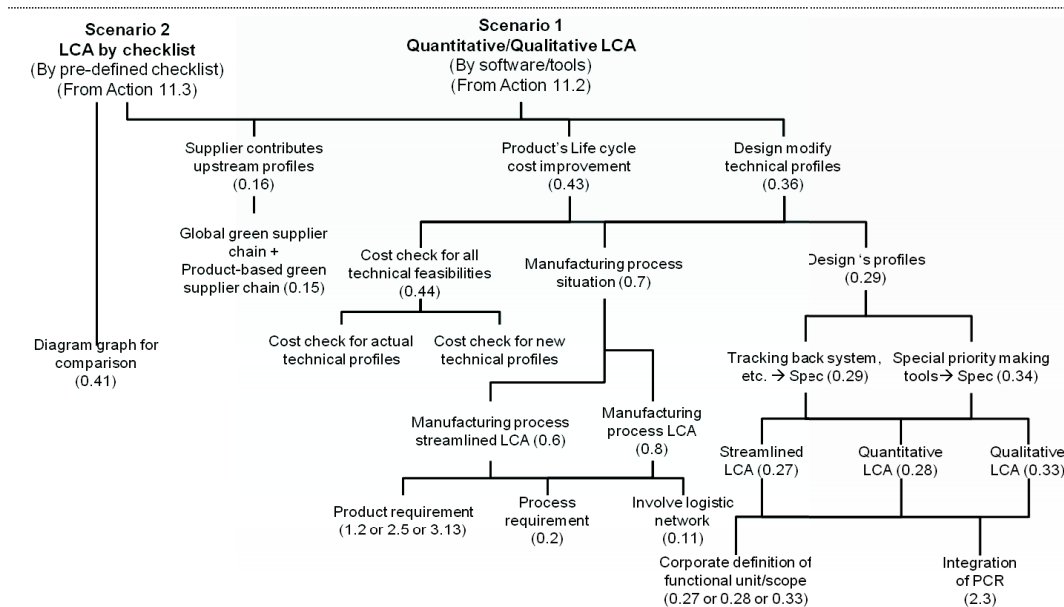 Scenario 2
LCA by checklist
(By pre-defined checklist)
(From Action 11.3)
Scenario 1
Quantitative/Qualitative LCA
(By software/tools)
(From Action 11.2)
Supplier contributes
upstream profiles
(0.16)
Product's Life cycle
cost improvement
(0.43)
Design modify
technical profiles
(0.36)
Global green supplier
chain +
Product-based green
supplier chain (0.15)
Cost check for all
technical feasibilities
(0.44)
Manufacturing process
situation (0.7)
Design 's profiles
(0.29)
Diagram graph for
comparison
(0.41)
Cost check for actual
technical profiles
Cost check for new
technical profiles
Tracking back system,
etc. → Spec (0.29)
Special priority making
tools→ Spec (0.34)
Manufacturing process
streamlined LCA (0.6)
Manufacturing
process LCA
(0.8)
Streamlined
LCA (0.27)
Quantitative
LCA (0.28)
Qualitative
LCA (0.33)
Product requirement
(1.2 or 2.5 or 3.13)
Process
requirement
(0.2)
Involve logistic
network
(0.11)
Corporate definition of
functional unit/scope
(0.27 or 0.28 or 0.33)
Integration
of PCR
(2.3)